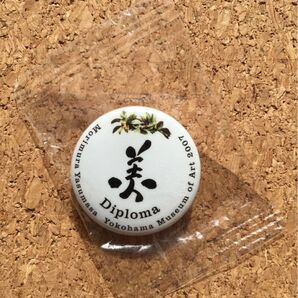 美
Diploma
Morimura Yasumasa Yokohama Museum of Art 2007